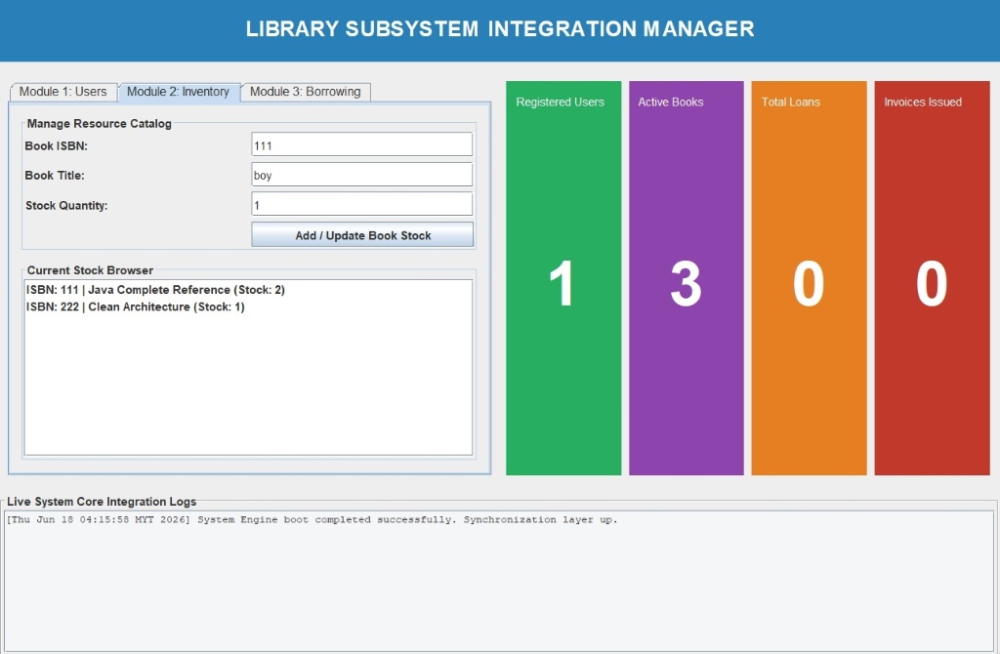 LIBRARY SUBSYSTEM INTEGRATION MANAGER
Module 1: Users
Module 2: Inventory
Module 3: Borrowing
Manage Resource Catalog
Book ISBN:
111
Book Title:
boy
Stock Quantity:
1
Add / Update Book Stock
Current Stock Browser
ISBN: 111 | Java Complete Reference (Stock: 2)
ISBN: 222 | Clean Architecture (Stock: 1)
Registered Users
1
Active Books
3
Total Loans
0
Invoices Issued
0
Live System Core Integration Logs
[Thu Jun 18 04:15:58 MYT 2026] System Engine boot completed successfully. Synchronization layer up.